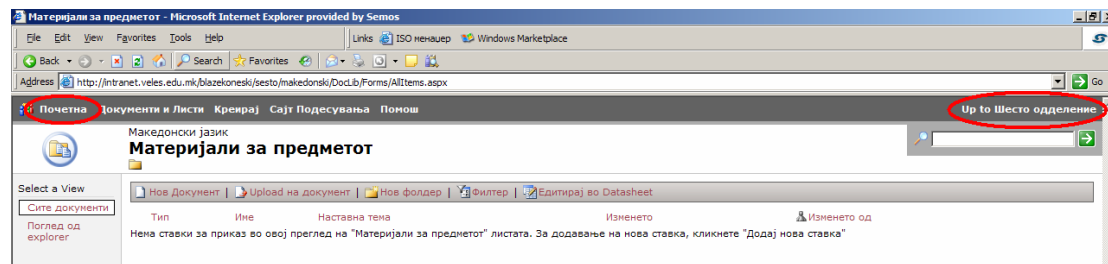 Материјали за предметот - Microsoft Internet Explorer provided by Semos
File Edit View Favorites Tools Help Links ISO менаџер Windows Marketplace
Back Search Favorites
Address http://intranet.veles.edu.mk/blazekoneski/sesto/makedonski/DocLib/Forms/AllItems.aspx Go
Почетна Документи и Листи Креирај Сајт Подесувања Помош Up to Шесто одделение
Македонски јазик
Материјали за предметот
Select a View
Нов Документ | Upload на документ | Нов фолдер | Филтер | Едитирај во Datasheet
Сите документи
Тип Име Наставна тема Изменето Изменето од
Поглед од explorer
Нема ставки за приказ во овој преглед на "Материјали за предметот" листата. За додавање на нова ставка, кликнете "Додај нова ставка"